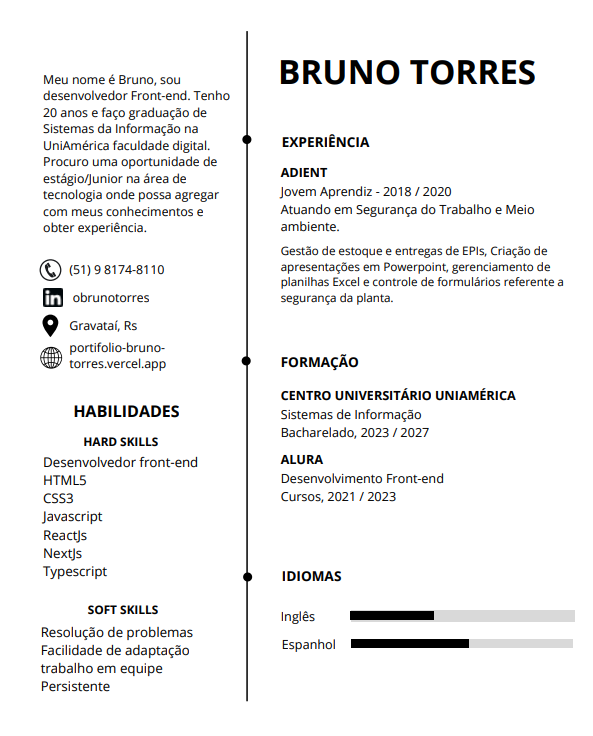 BRUNO TORRES
Meu nome é Bruno, sou
desenvolvedor Front-end. Tenho
20 anos e faço graduação de
Sistemas da Informação na
UniAmérica faculdade digital.
Procuro uma oportunidade de
estágio/Junior na área de
tecnologia onde possa agregar
com meus conhecimentos e
obter experiência.
(51) 9 8174-8110
in obrunotorres
Gravataí, Rs
portifolio-bruno-
torres.vercel.app
HABILIDADES
HARD SKILLS
Desenvolvedor front-end
HTML5
CSS3
Javascript
ReactJs
NextJs
Typescript
SOFT SKILLS
Resolução de problemas
Facilidade de adaptação
trabalho em equipe
Persistente
EXPERIÊNCIA
ADIENT
Jovem Aprendiz - 2018 / 2020
Atuando em Segurança do Trabalho e Meio
ambiente.
Gestão de estoque e entregas de EPIs, Criação de
apresentações em Powerpoint, gerenciamento de
planilhas Excel e controle de formulários referente a
segurança da planta.
FORMAÇÃO
CENTRO UNIVERSITÁRIO UNIAMÉRICA
Sistemas de Informação
Bacharelado, 2023 / 2027
ALURA
Desenvolvimento Front-end
Cursos, 2021 / 2023
IDIOMAS
Inglês
Espanhol